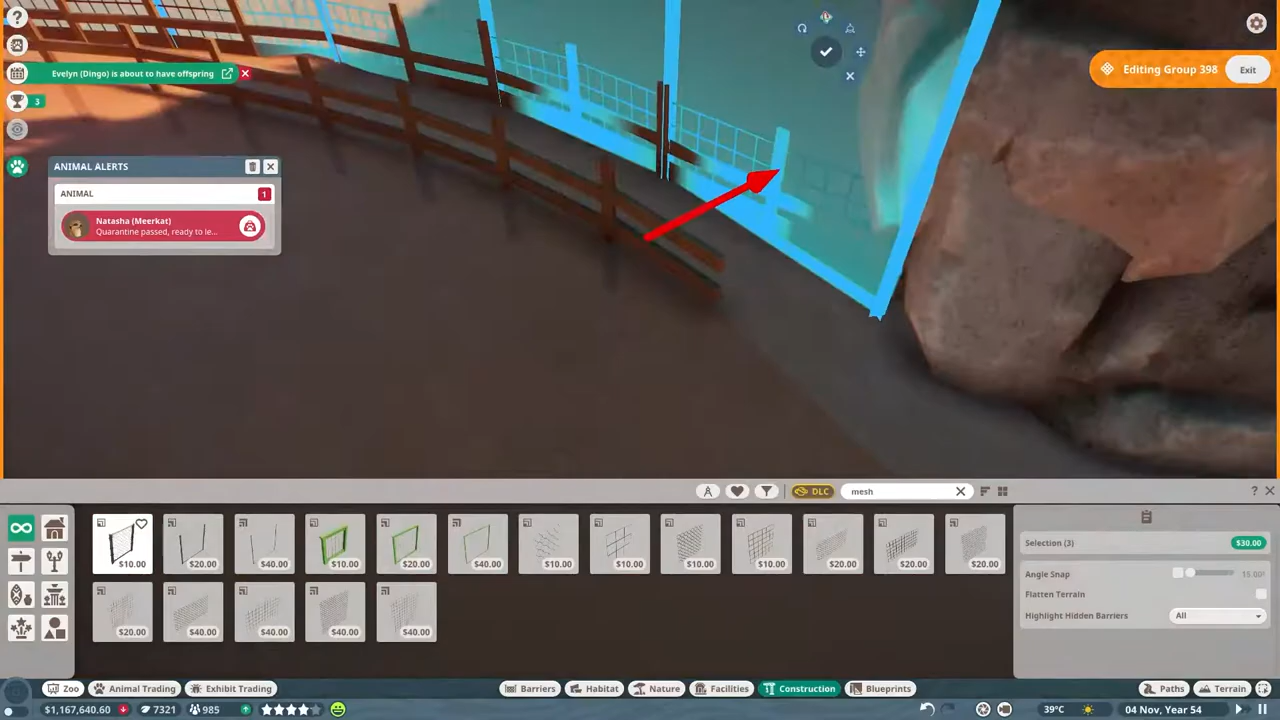 ?
Evelyn (Dingo) is about to have offspring
3
Editing Group 398
Exit
ANIMAL ALERTS
ANIMAL
1
Natasha (Meerkat)
Quarantine passed, ready to le...
DLC
mesh
?
$10.00
$20.00
$40.00
$10.00
$20.00
$40.00
$10.00
$10.00
$10.00
$10.00
$20.00
$20.00
$20.00
$20.00
$40.00
$40.00
$40.00
$40.00
Selection (3)
$30.00
Angle Snap
15.00°
Flatten Terrain
Highlight Hidden Barriers
All
Zoo
Animal Trading
Exhibit Trading
Barriers
Habitat
Nature
Facilities
Construction
Blueprints
Paths
Terrain
$1,167,640.60
7321
985
39°C
04 Nov, Year 54